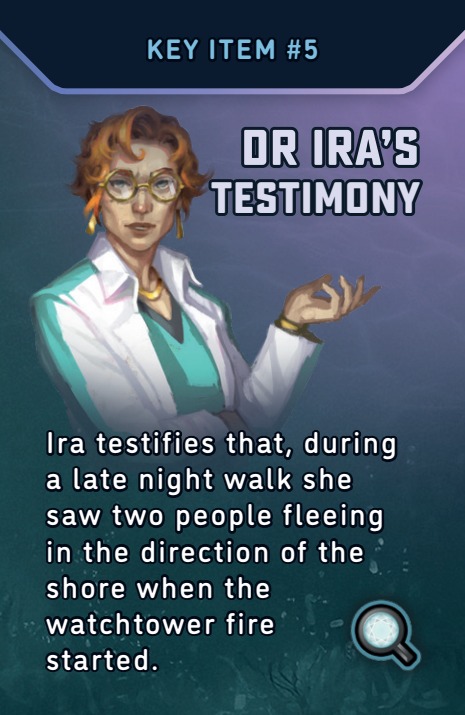 KEY ITEM #5
DR IRA'S
TESTIMONY
Ira testifies that, during
a late night walk she
saw two people fleeing
in the direction of the
shore when the
watchtower fire
started.